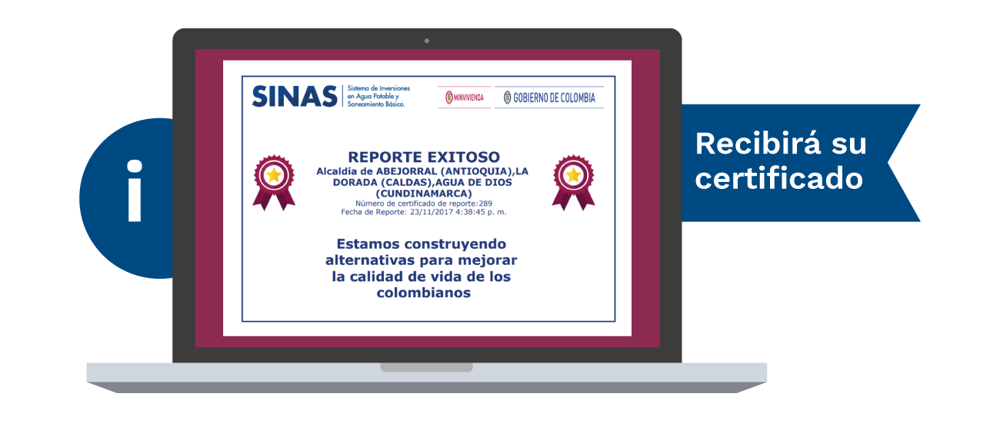 i
SINAS
Sistema de Inversiones
en Agua Potable y
Saneamiento Básico.
MINVIVIENDA
GOBIERNO DE COLOMBIA
REPORTE EXITOSO
Alcaldía de ABEJORRAL (ANTIOQUIA),LA
DORADA (CALDAS),AGUA DE DIOS
(CUNDINAMARCA)
Número de certificado de reporte:289
Fecha de Reporte: 23/11/2017 4:38:45 p. m.
Estamos construyendo
alternativas para mejorar
la calidad de vida de los
colombianos
Recibirá su
certificado